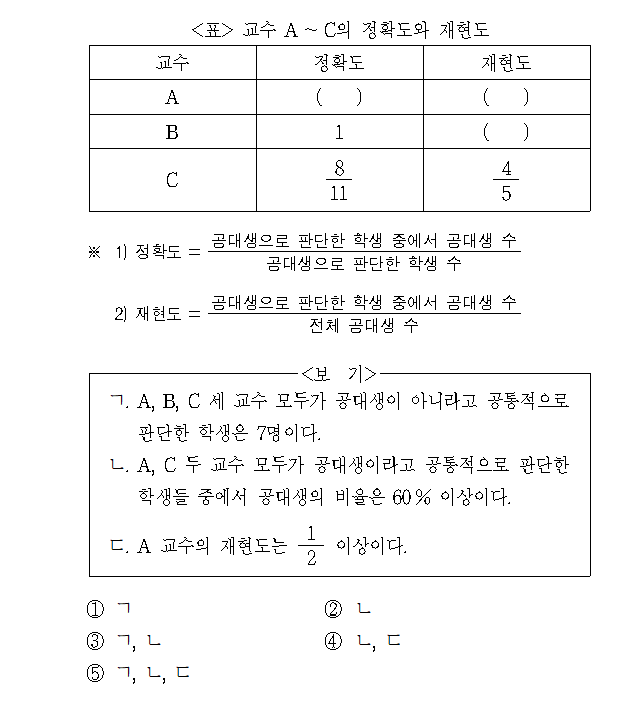 <표> 교수 A ~ C의 정확도와 재현도
교수 정확도 재현도
A ( ) ( )
B 1 ( )
C 8/11 4/5
※ 1) 정확도 = 공대생으로 판단한 학생 중에서 공대생 수 / 공대생으로 판단한 학생 수
2) 재현도 = 공대생으로 판단한 학생 중에서 공대생 수 / 전체 공대생 수
<보 기>
ㄱ. A, B, C 세 교수 모두가 공대생이 아니라고 공통적으로
판단한 학생은 7명이다.
ㄴ. A, C 두 교수 모두가 공대생이라고 공통적으로 판단한
학생들 중에서 공대생의 비율은 60% 이상이다.
ㄷ. A 교수의 재현도는 1/2 이상이다.
① ㄱ ② ㄴ
③ ㄱ, ㄴ ④ ㄴ, ㄷ
⑤ ㄱ, ㄴ, ㄷ